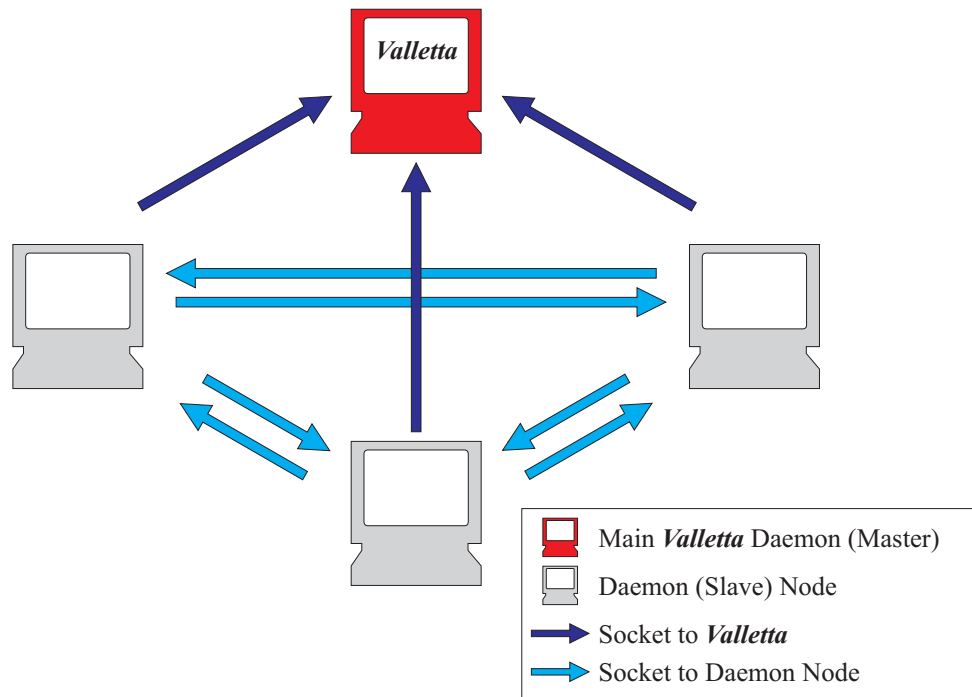 Valletta
Main Valletta Daemon (Master)
Daemon (Slave) Node
Socket to Valletta
Socket to Daemon Node